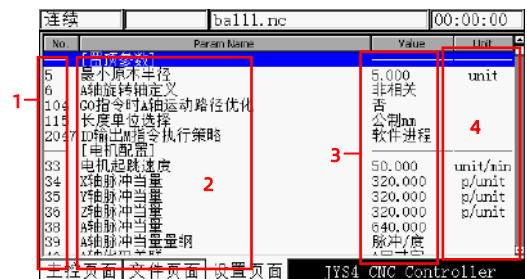 连续 ball1.nc 00:00:00
No. Param Name Value Unit
[置顶参数]
5 最小原木半径 5.000 unit
6 A轴旋转轴定义 非相关
104 G0指令时A轴运动路径优化 否
115 长度单位选择 公制mm
2047 IO输出M指令执行策略 软件进程
[电机配置]
33 电机起跳速度 50.000 unit/min
34 X轴脉冲当量 320.000 p/unit
35 Y轴脉冲当量 320.000 p/unit
36 Z轴脉冲当量 320.000 p/unit
38 A轴脉冲当量 640.000
39 A轴脉冲当量量纲 脉冲/度
主控页面 文件页面 设置页面 JYS4 CNC Controller
1
2
3
4